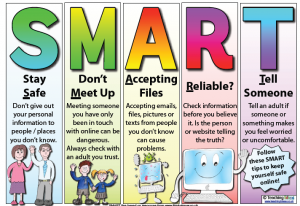 SMART
Stay
Safe
Don't give out
your personal
information to
people / places
you don't know.
Don't
Meet Up
Meeting someone
you have only
been in touch
with online can be
dangerous.
Always check with
an adult you trust.
Accepting
Files
Accepting emails,
files, pictures or
texts from people
you don't know
can cause
problems.
Reliable?
Check information
before you believe
it. Is the person
or website telling
the truth?
Tell
Someone
Tell an adult if
someone or
something makes
you feel worried
or uncomfortable.
Follow
these SMART
tips to keep
yourself safe
online!